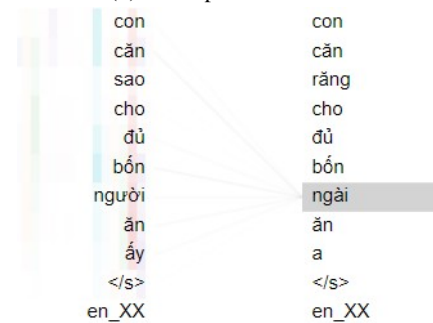 con con
căn căn
sao răng
cho cho
đủ đủ
bốn bốn
người ngài
ăn ăn
ấy a
</s> </s>
en_XX en_XX